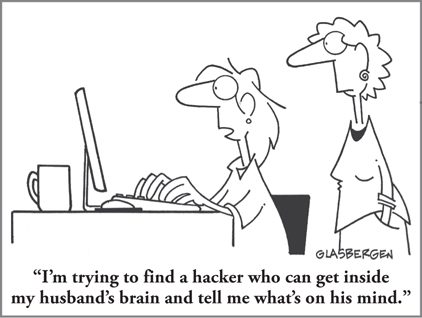 GLASBERGEN
“I’m trying to find a hacker who can get inside
my husband’s brain and tell me what’s on his mind.”